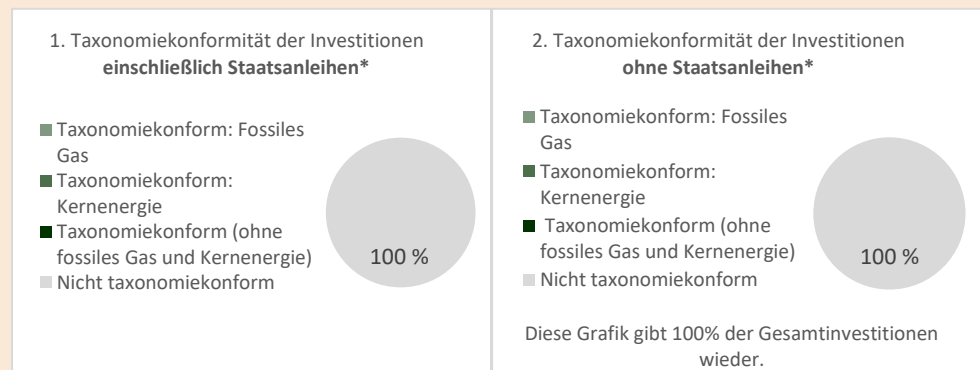 1. Taxonomiekonformität der Investitionen
einschließlich Staatsanleihen*
Taxonomiekonform: Fossiles
Gas
Taxonomiekonform:
Kernenergie
Taxonomiekonform (ohne
fossiles Gas und Kernenergie)
Nicht taxonomiekonform
100 %
2. Taxonomiekonformität der Investitionen
ohne Staatsanleihen*
Taxonomiekonform: Fossiles
Gas
Taxonomiekonform:
Kernenergie
Taxonomiekonform (ohne
fossiles Gas und Kernenergie)
Nicht taxonomiekonform
100 %
Diese Grafik gibt 100% der Gesamtinvestitionen
wieder.